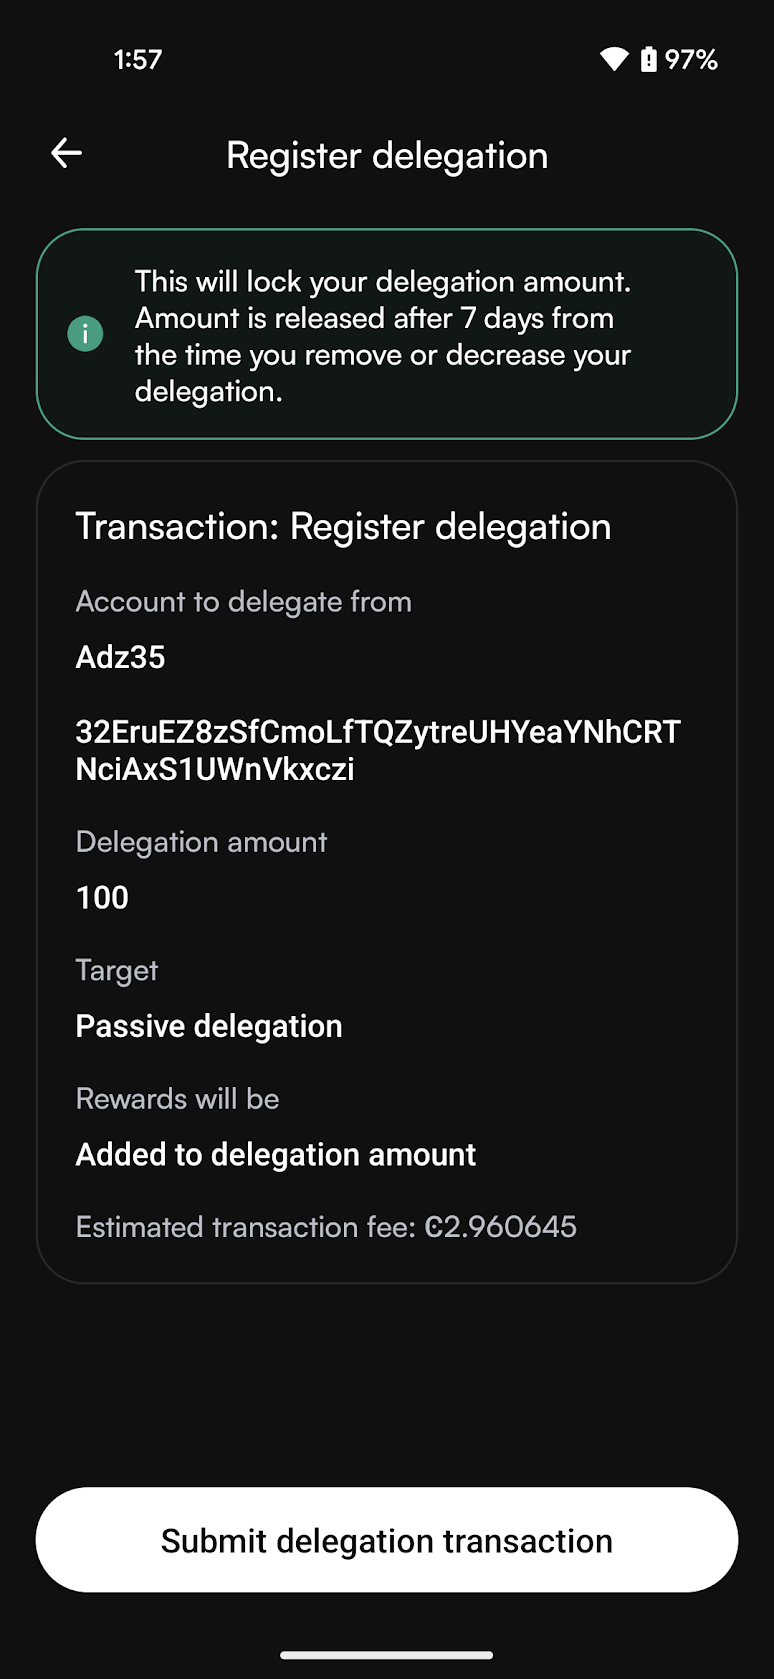 1:57
97%
Register delegation
This will lock your delegation amount.
Amount is released after 7 days from
the time you remove or decrease your
delegation.
Transaction: Register delegation
Account to delegate from
Adz35
32EruEZ8zSfCmoLfTQZytreUHYeaYNhCRT
NciAxS1UWnVkxczi
Delegation amount
100
Target
Passive delegation
Rewards will be
Added to delegation amount
Estimated transaction fee: Ͼ2.960645
Submit delegation transaction